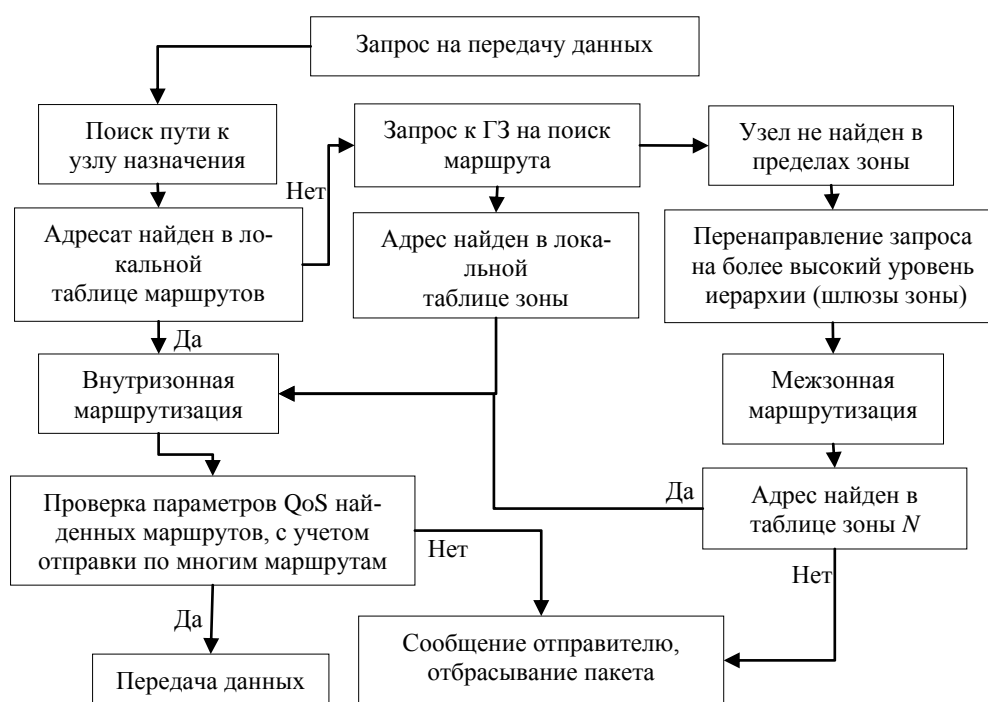 Запрос на передачу данных
Поиск пути к
узлу назначения
Запрос к ГЗ на поиск
маршрута
Узел не найден в
пределах зоны
Нет
Адресат найден в ло-
кальной
таблице маршрутов
Адрес найден в лока-
льной
таблице зоны
Перенаправление запроса
на более высокий уровень
иерархии (шлюзы зоны)
Да
Внутризонная
маршрутизация
Межзонная
маршрутизация
Проверка параметров QoS най-
денных маршрутов, с учетом
отправки по многим маршрутам
Да
Адрес найден в
таблице зоны N
Нет
Нет
Да
Сообщение отправителю,
отбрасывание пакета
Передача данных